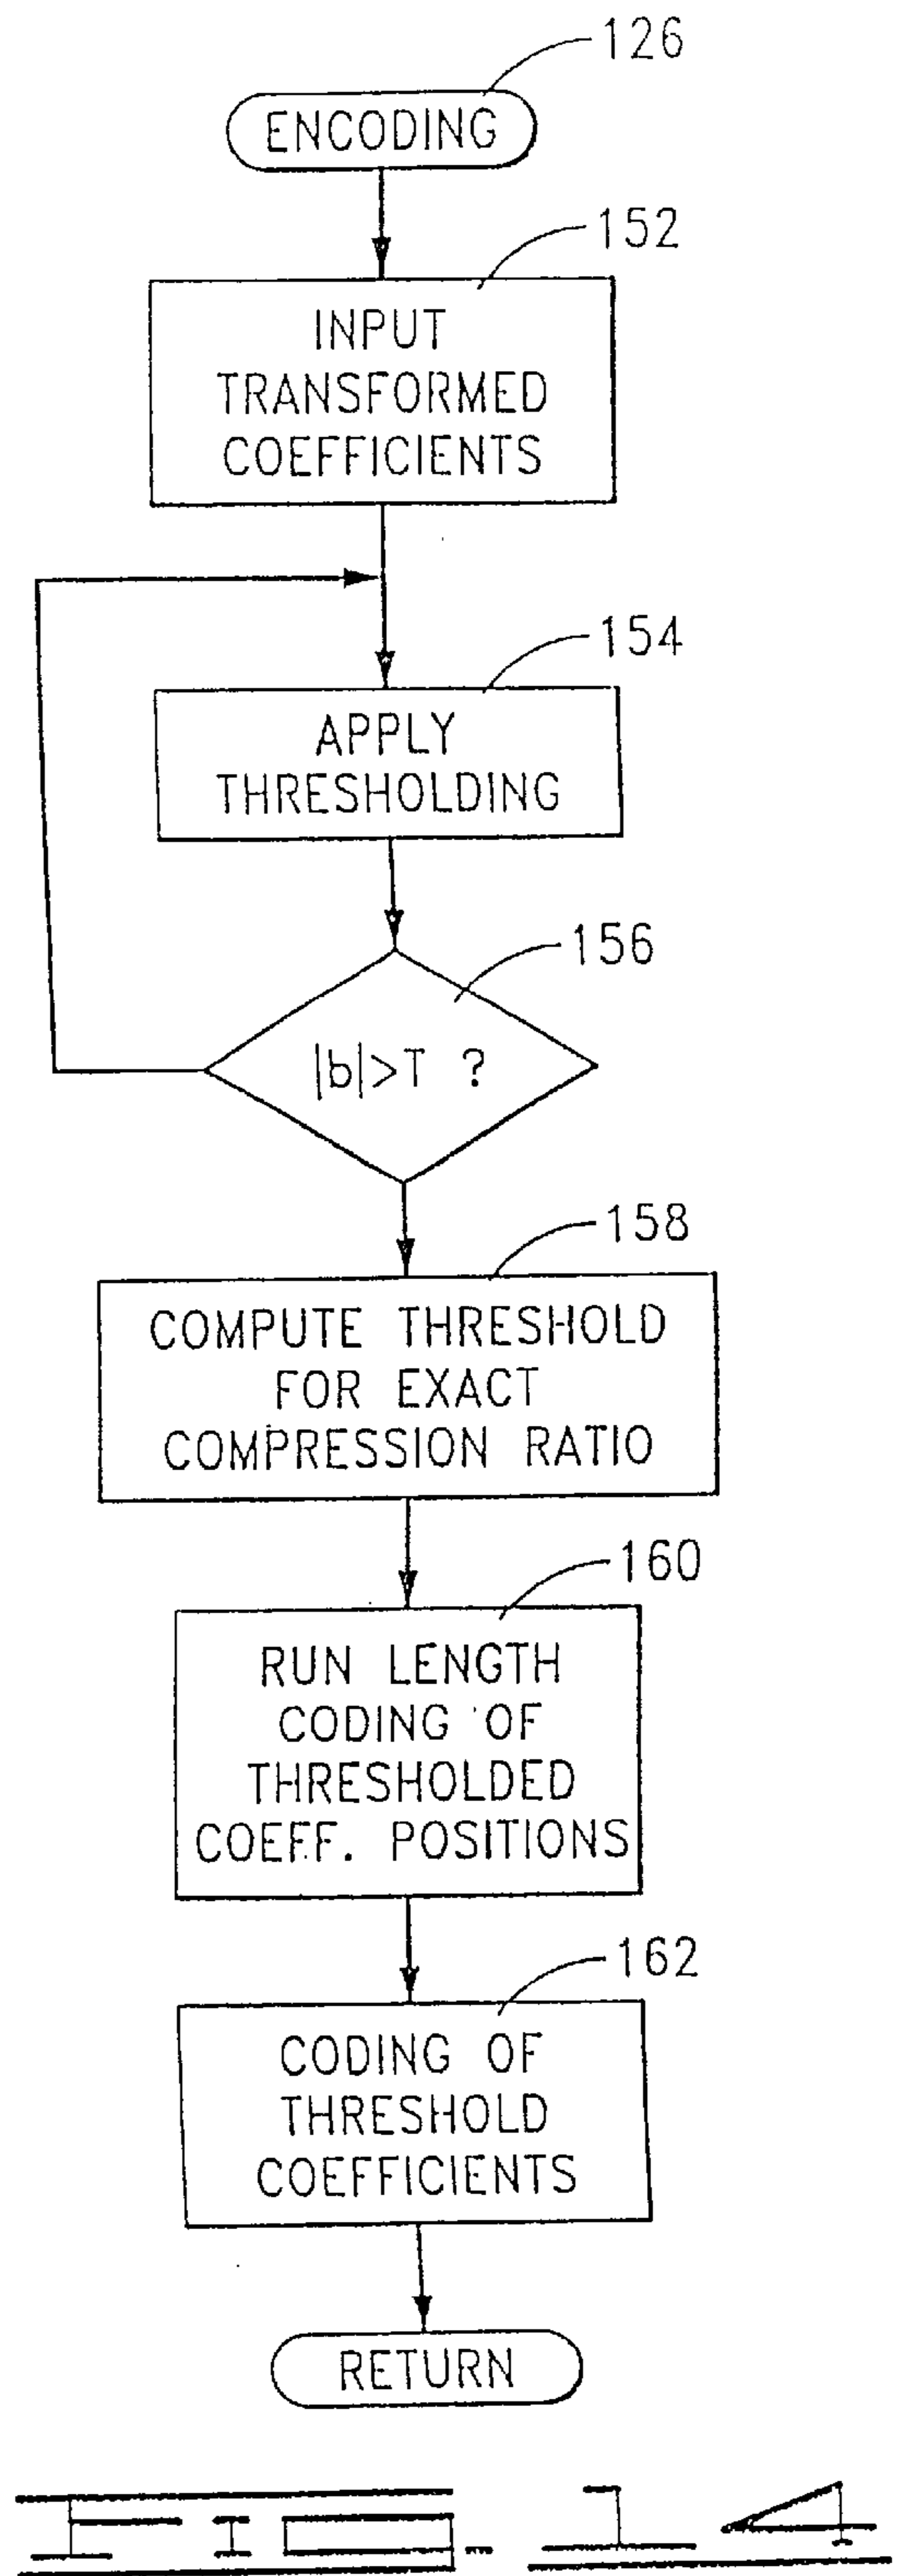 126
ENCODING
152
INPUT
TRANSFORMED
COEFFICIENTS
154
APPLY
THRESHOLDING
156
|b|>T ?
158
COMPUTE THRESHOLD
FOR EXACT
COMPRESSION RATIO
160
RUN LENGTH
CODING OF
THRESHOLDED
COEFF. POSITIONS
162
CODING OF
THRESHOLD
COEFFICIENTS
RETURN
FIG. 14